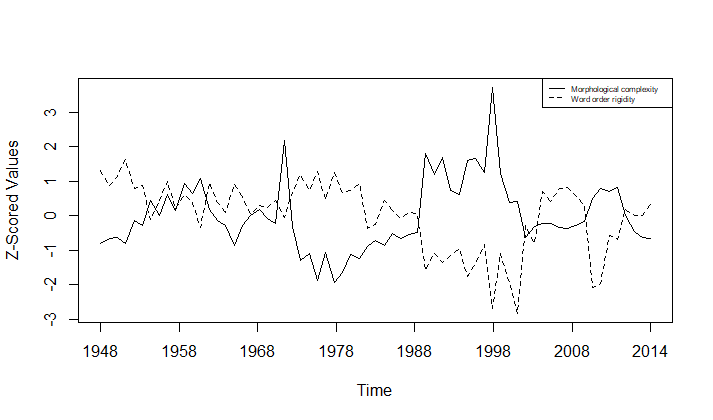 Morphological complexity
Word order rigidity
Z-Scored Values
3
2
1
0
-1
-2
-3
1948 1958 1968 1978 1988 1998 2008 2014
Time